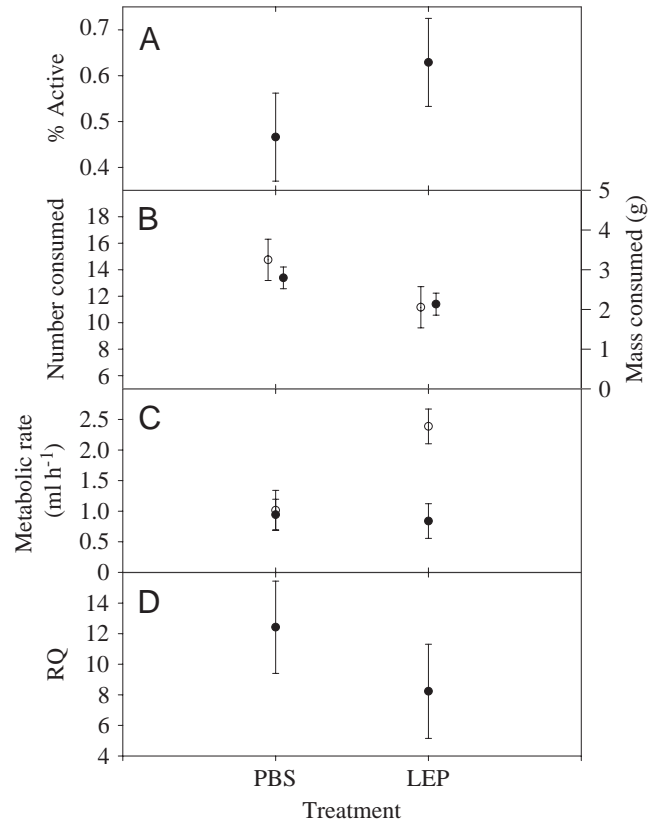 A
% Active
0.7
0.6
0.5
0.4
B
Number consumed
18
16
14
12
10
8
6
Mass consumed (g)
5
4
3
2
1
0
C
Metabolic rate
(ml h-1)
2.5
2.0
1.0
0.5
0
D
RQ
14
12
10
8
6
4
PBS
LEP
Treatment